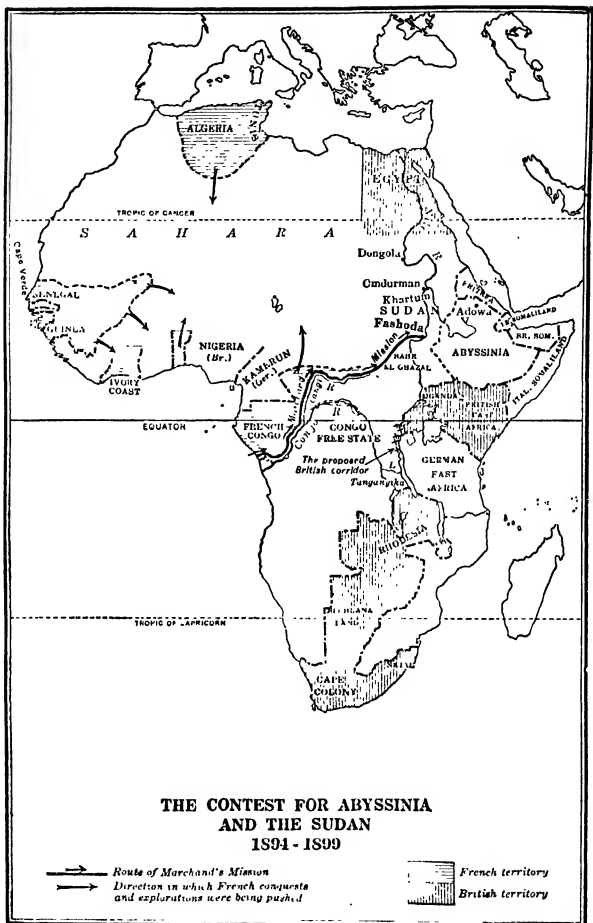 ALGERIA
EGYPT
TROPIC OF CANCER
S A H A R A
Cape Verde
Dongola
Omdurman
Khartum
SUDAN
Fashoda
ERITREA
Adowa
SENEGAL
GUINEA
IVORY
COAST
NIGERIA
(Br.)
KAMERUN
(Ger.)
Mission
Marchand's
BAHR
EL GHAZAL
ABYSSINIA
SOMALILAND
BR. SOM.
ITAL. SOMALILAND
UGANDA
BRITISH
EAST
AFRICA
EQUATOR
FRENCH
CONGO
Congo
R
CONGO
FREE STATE
The proposed
British corridor
L
Tanganyika
GERMAN
EAST
AFRICA
RHODESIA
LAND
TROPIC OF CAPRICORN
CAPE
COLONY
NATAL
THE CONTEST FOR ABYSSINIA
AND THE SUDAN
1894-1899
Route of Marchand's Mission
Direction in which French conquests
and explorations were being pushed
French territory
British territory